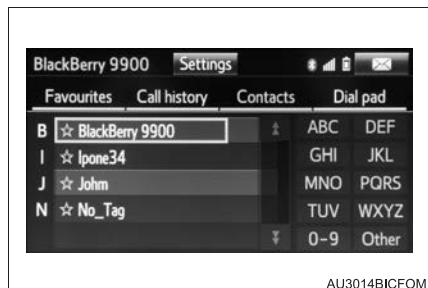 BlackBerry 9900 Settings
Favourites Call history Contacts Dial pad
B ☆ BlackBerry 9900 ABC DEF
I ☆ Ipone34 GHI JKL
J ☆ Johm MNO PQRS
N ☆ No_Tag TUV WXYZ
0-9 Other
AU3014BICEOM